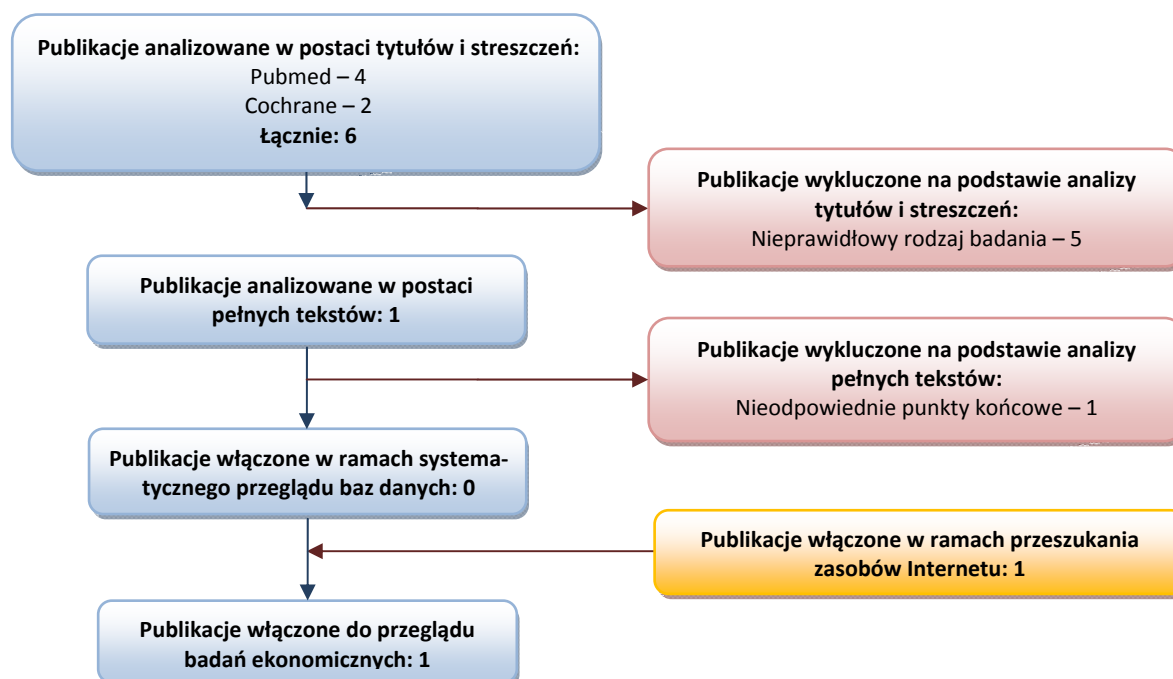 Publikacje analizowane w postaci tytułów i streszczeń:
Pubmed – 4
Cochrane – 2
Łącznie: 6
Publikacje wykluczone na podstawie analizy
tytułów i streszczeń:
Nieprawidłowy rodzaj badania – 5
Publikacje analizowane w postaci
pełnych tekstów: 1
Publikacje wykluczone na podstawie analizy
pełnych tekstów:
Nieodpowiednie punkty końcowe – 1
Publikacje włączone w ramach systema-
tycznego przeglądu baz danych: 0
Publikacje włączone w ramach przeszukania
zasobów Internetu: 1
Publikacje włączone do przeglądu
badań ekonomicznych: 1